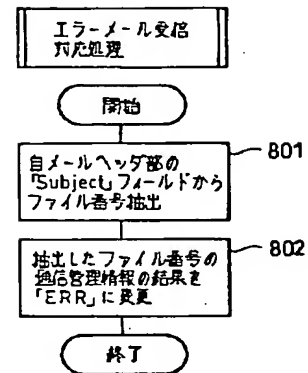 エラーメール受信
対応処理
開始
自メールヘッダ部の
「Subject」フィールドから
ファイル番号抽出
801
抽出したファイル番号の
通信管理情報の結果を
「ERR」に変更
802
終了